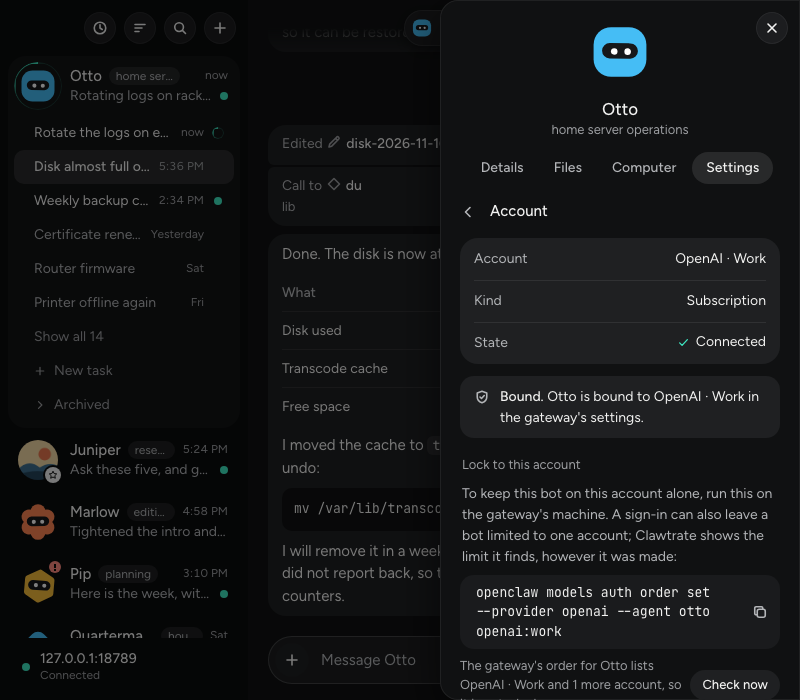 Otto home ser... now
Rotating logs on rack...
Rotate the logs on e... now
Disk almost full o... 5:36 PM
Weekly backup c... 2:34 PM
Certificate rene... Yesterday
Router firmware Sat
Printer offline again Fri
Show all 14
+ New task
Archived
Juniper rese... 5:24 PM
Ask these five, and g...
Marlow editi... 4:58 PM
Tightened the intro and...
Pip planning 3:10 PM
Here is the week, wit...
Quarterma hou... Sat
127.0.0.1:18789
Connected
so it can be restor
Edited disk-2026-11-1
Call to du
lib
Done. The disk is now at
What
Disk used
Transcode cache
Free space
I moved the cache to
undo:
mv /var/lib/transco
I will remove it in a week
did not report back, so t
counters.
Message Otto
Otto
home server operations
Details Files Computer Settings
Account
Account OpenAI · Work
Kind Subscription
State Connected
Bound. Otto is bound to OpenAI · Work in
the gateway's settings.
Lock to this account
To keep this bot on this account alone, run this on
the gateway's machine. A sign-in can also leave a
bot limited to one account; Clawtrate shows the
limit it finds, however it was made:
openclaw models auth order set
--provider openai --agent otto
openai:work
The gateway's order for Otto lists
OpenAI · Work and 1 more account, so
Check now